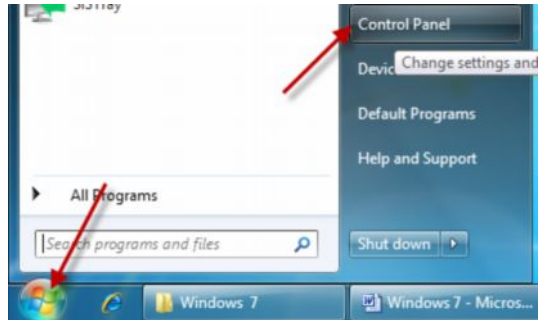 SiSTray
Control Panel
Devic
Change settings and
Default Programs
Help and Support
All Programs
Search programs and files
Shut down
Windows 7
Windows 7 - Micros...